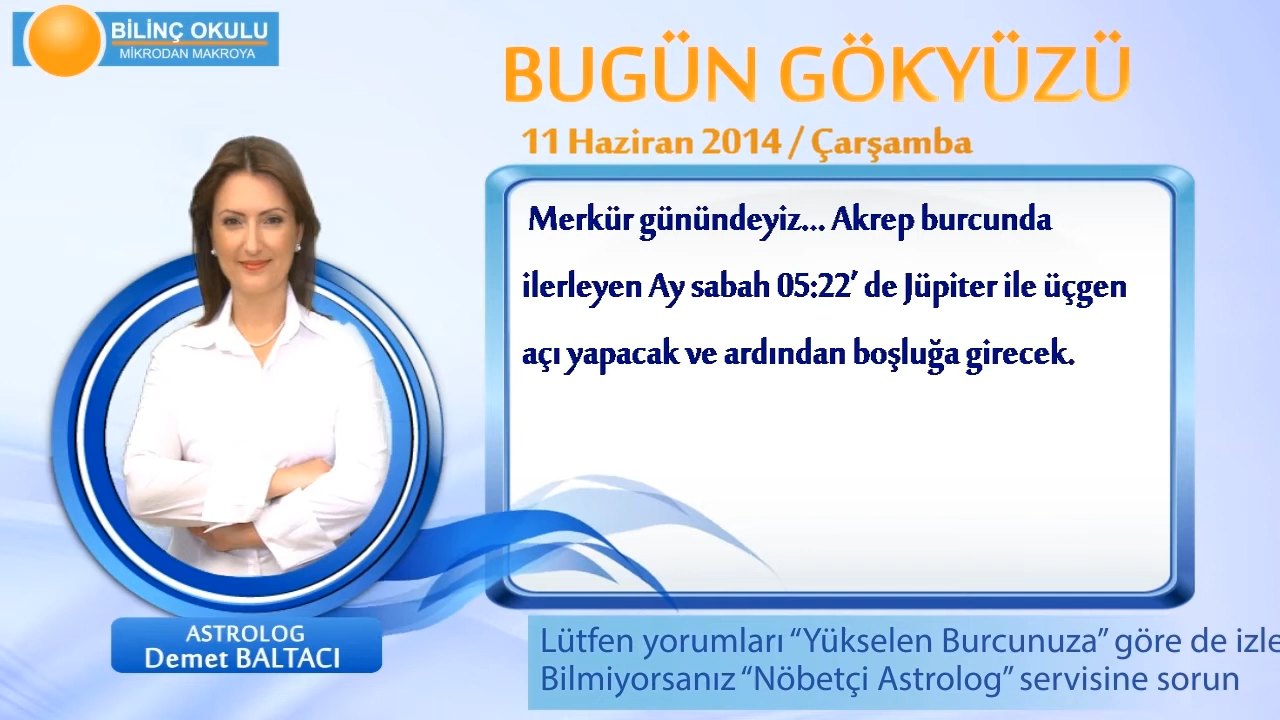 BİLİNÇ OKULU
MİKRODAN MAKROYA
BUGÜN GÖKYÜZÜ
11 Haziran 2014 / Çarşamba
Merkür günündeyiz... Akrep burcunda
ilerleyen Ay sabah 05:22’ de Jüpiter ile üçgen
açı yapacak ve ardından boşluğa girecek.
ASTROLOG
Demet BALTACI
Lütfen yorumları “Yükselen Burcunuza” göre de izle
Bilmiyorsanız “Nöbetçi Astrolog” servisine sorun